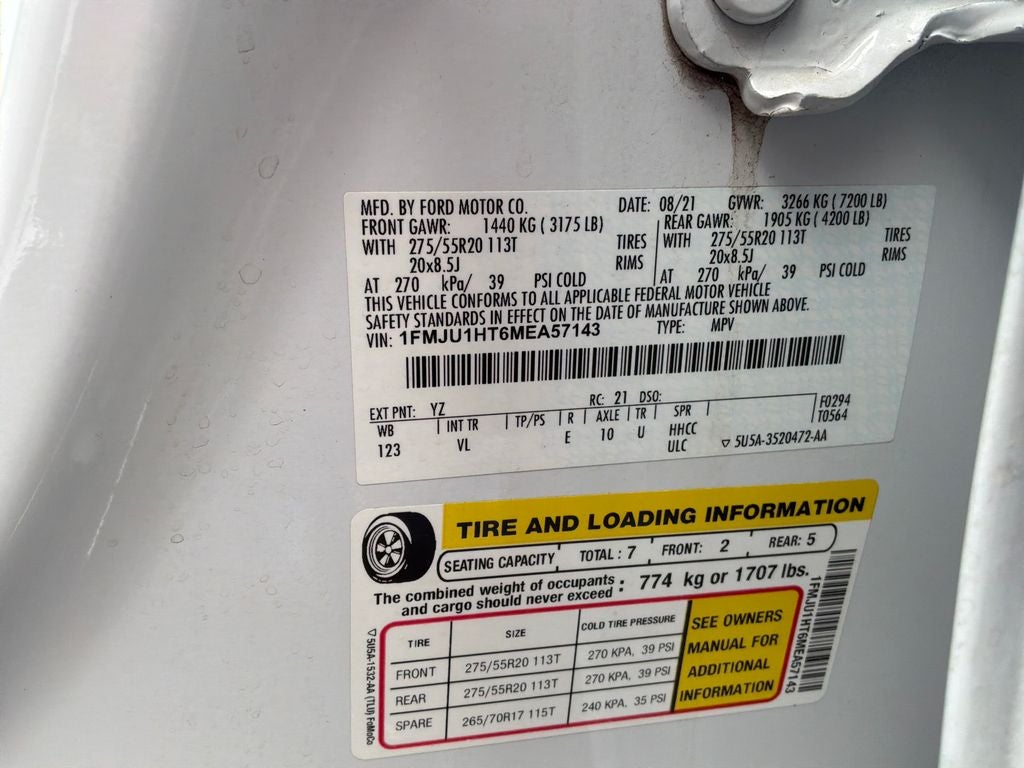 MFD. BY FORD MOTOR CO. DATE: 08/21 GVWR: 3266 KG ( 7200 LB)
FRONT GAWR: 1440 KG ( 3175 LB) REAR GAWR: 1905 KG ( 4200 LB)
WITH 275/55R20 113T TIRES WITH 275/55R20 113T TIRES
20x8.5J RIMS 20x8.5J RIMS
AT 270 kPa/ 39 PSI COLD AT 270 kPa/ 39 PSI COLD
THIS VEHICLE CONFORMS TO ALL APPLICABLE FEDERAL MOTOR VEHICLE
SAFETY STANDARDS IN EFFECT ON THE DATE OF MANUFACTURE SHOWN ABOVE.
VIN: 1FMJU1HT6MEA57143 TYPE: MPV
EXT PNT: YZ RC: 21 DSO: F0294
WB INT TR TP/PS R AXLE TR SPR T0564
123 VL E 10 U HHCC
ULC ▽ 5U5A-3520472-AA
TIRE AND LOADING INFORMATION
SEATING CAPACITY TOTAL : 7 FRONT: 2 REAR: 5
The combined weight of occupants and cargo should never exceed : 774 kg or 1707 lbs.
TIRE SIZE COLD TIRE PRESSURE
FRONT 275/55R20 113T 270 KPA, 39 PSI
REAR 275/55R20 113T 270 KPA, 39 PSI
SPARE 265/70R17 115T 240 KPA, 35 PSI
SEE OWNERS
MANUAL FOR
ADDITIONAL
INFORMATION
1FMJU1HT6MEA57143
▽ 5U5A-1532-AA (TLU) FoMoCo